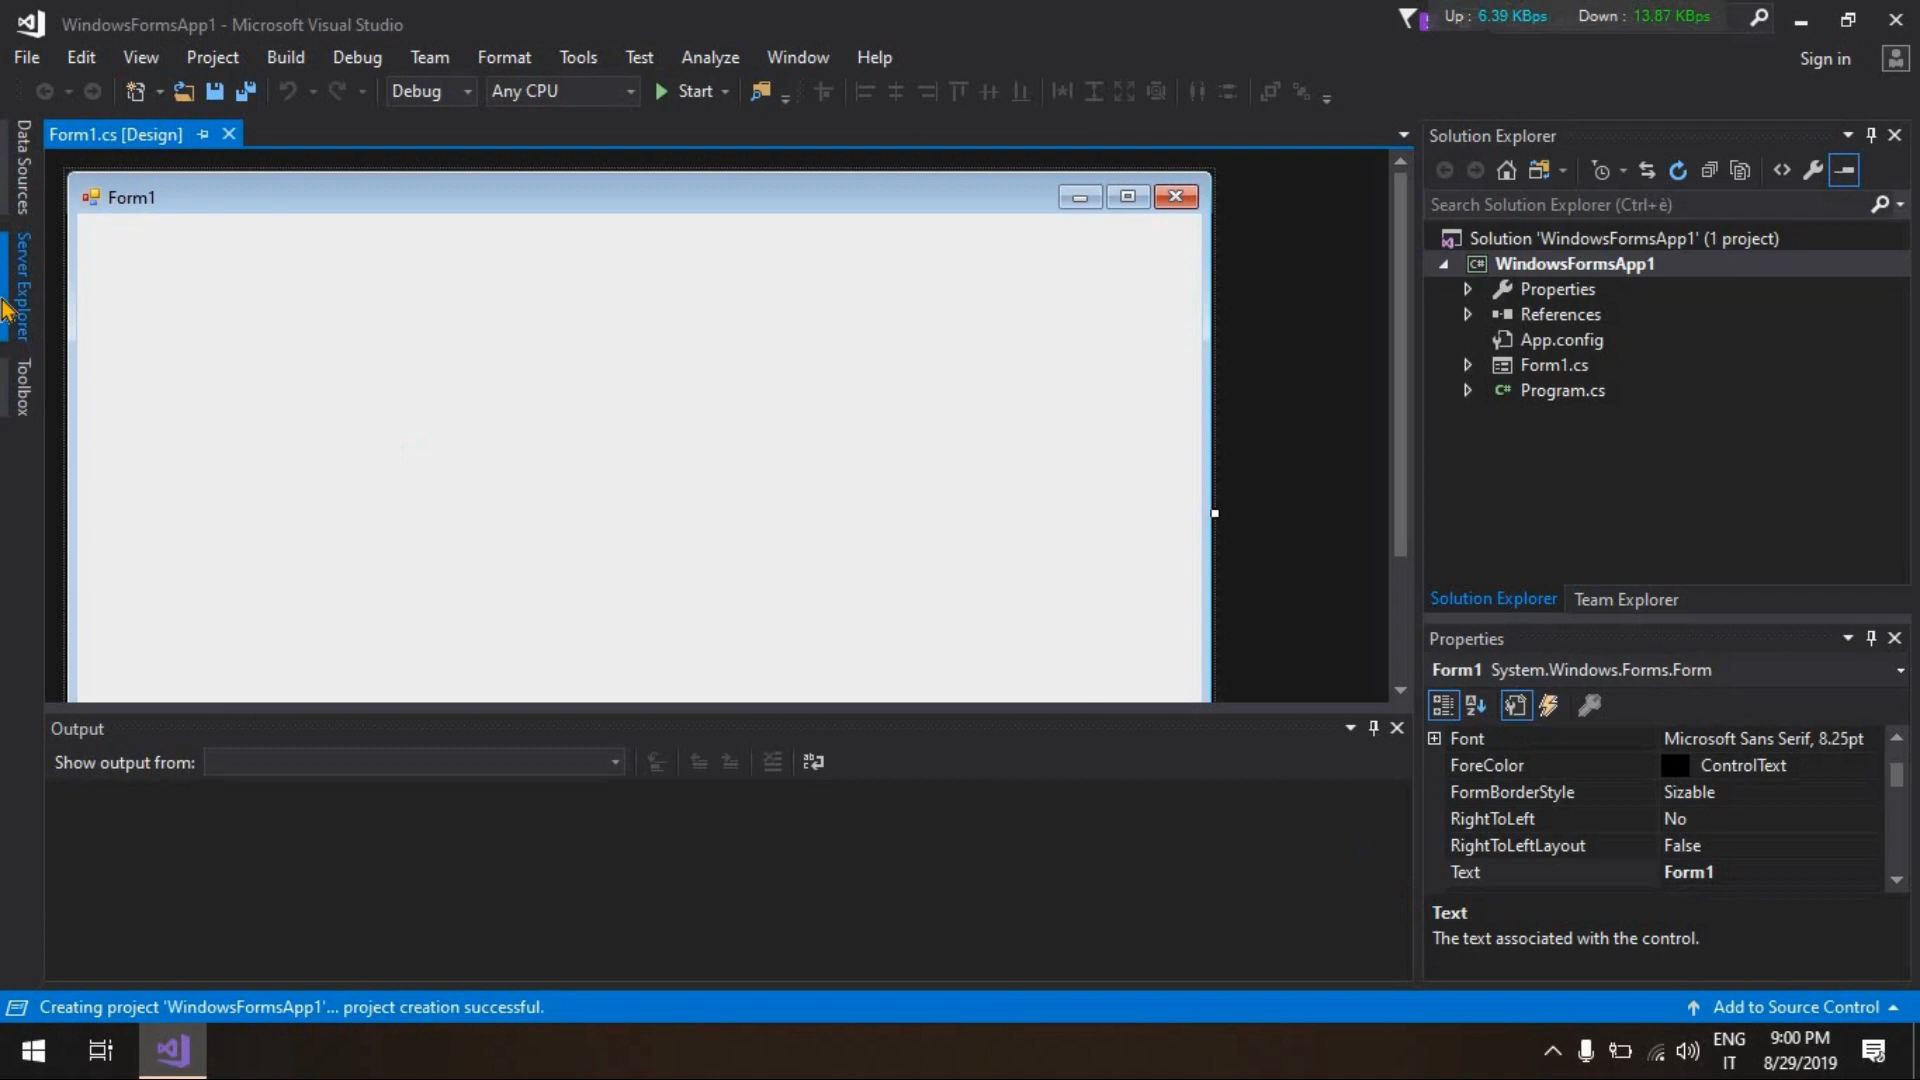 WindowsFormsApp1 - Microsoft Visual Studio
Up : 6.39 KBps Down : 13.87 KBps
File Edit View Project Build Debug Team Format Tools Test Analyze Window Help
Sign in
Debug Any CPU Start
Data Sources
Server Explorer
Toolbox
Form1.cs [Design]
Form1
Output
Show output from:
Solution Explorer
Search Solution Explorer (Ctrl+è)
Solution 'WindowsFormsApp1' (1 project)
C# WindowsFormsApp1
Properties
References
App.config
Form1.cs
C# Program.cs
Solution Explorer Team Explorer
Properties
Form1 System.Windows.Forms.Form
Font Microsoft Sans Serif, 8.25pt
ForeColor ControlText
FormBorderStyle Sizable
RightToLeft No
RightToLeftLayout False
Text Form1
Text
The text associated with the control.
Creating project 'WindowsFormsApp1'... project creation successful.
Add to Source Control
ENG
IT
9:00 PM
8/29/2019